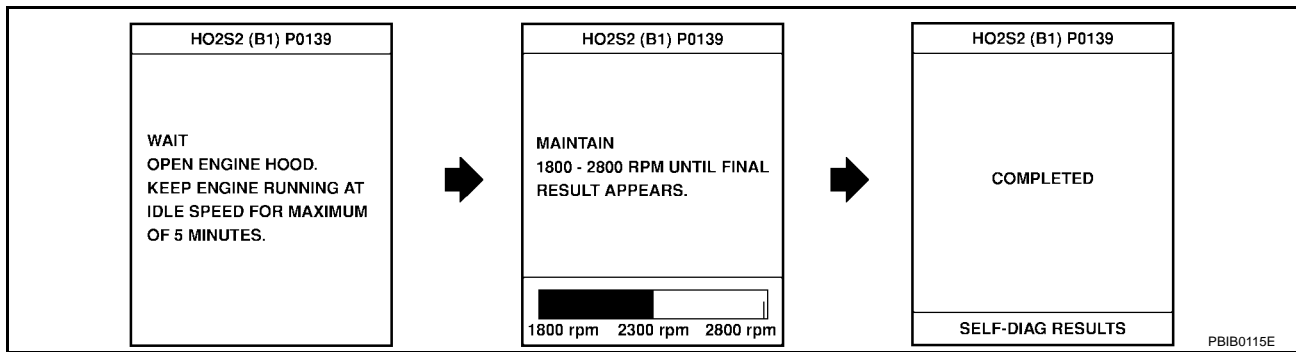 HO2S2 (B1) P0139
WAIT
OPEN ENGINE HOOD.
KEEP ENGINE RUNNING AT
IDLE SPEED FOR MAXIMUM
OF 5 MINUTES.
HO2S2 (B1) P0139
MAINTAIN
1800 - 2800 RPM UNTIL FINAL
RESULT APPEARS.
1800 rpm 2300 rpm 2800 rpm
HO2S2 (B1) P0139
COMPLETED
SELF-DIAG RESULTS
PBIB0115E